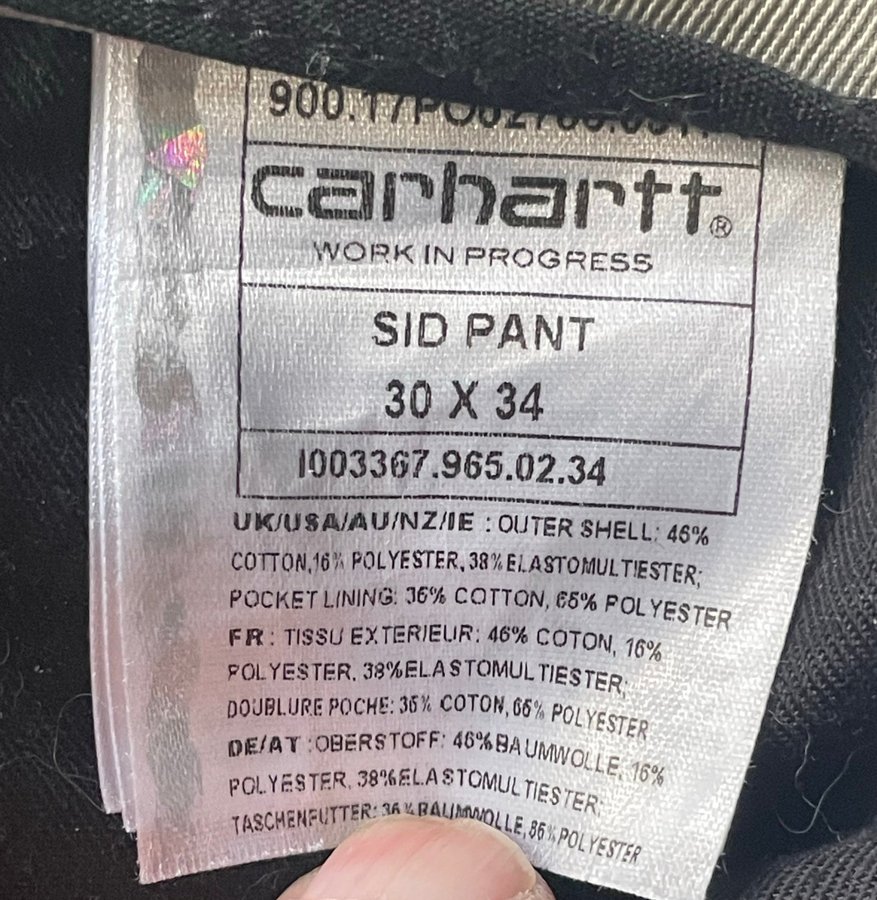 carhartt®
WORK IN PROGRESS
SID PANT
30 X 34
I003367.965.02.34
UK/USA/AU/NZ/IE : OUTER SHELL: 46%
COTTON,16% POLYESTER,38%ELASTOMULTIESTER;
POCKET LINING: 35% COTTON, 65% POLYESTER
FR : TISSU EXTERIEUR: 46% COTON, 16%
POLYESTER, 38%ELASTOMULTIESTER;
DOUBLURE POCHE: 35% COTON,65% POLYESTER
DE/AT :OBERSTOFF: 46%BAUMWOLLE, 16%
POLYESTER, 38%ELASTOMULTIESTER;
TASCHENFUTTER: BAUMWOLLE, POLYESTER